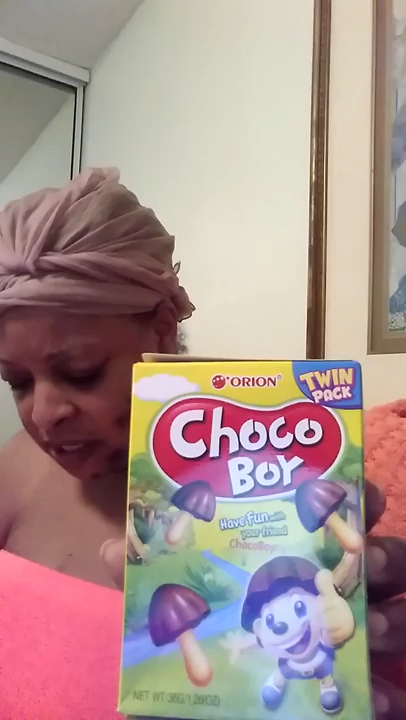 ORION®
TWIN
PACK
Choco
Boy
Have Fun with
your friend
ChocoBoy
NET WT 36G(1.26OZ)